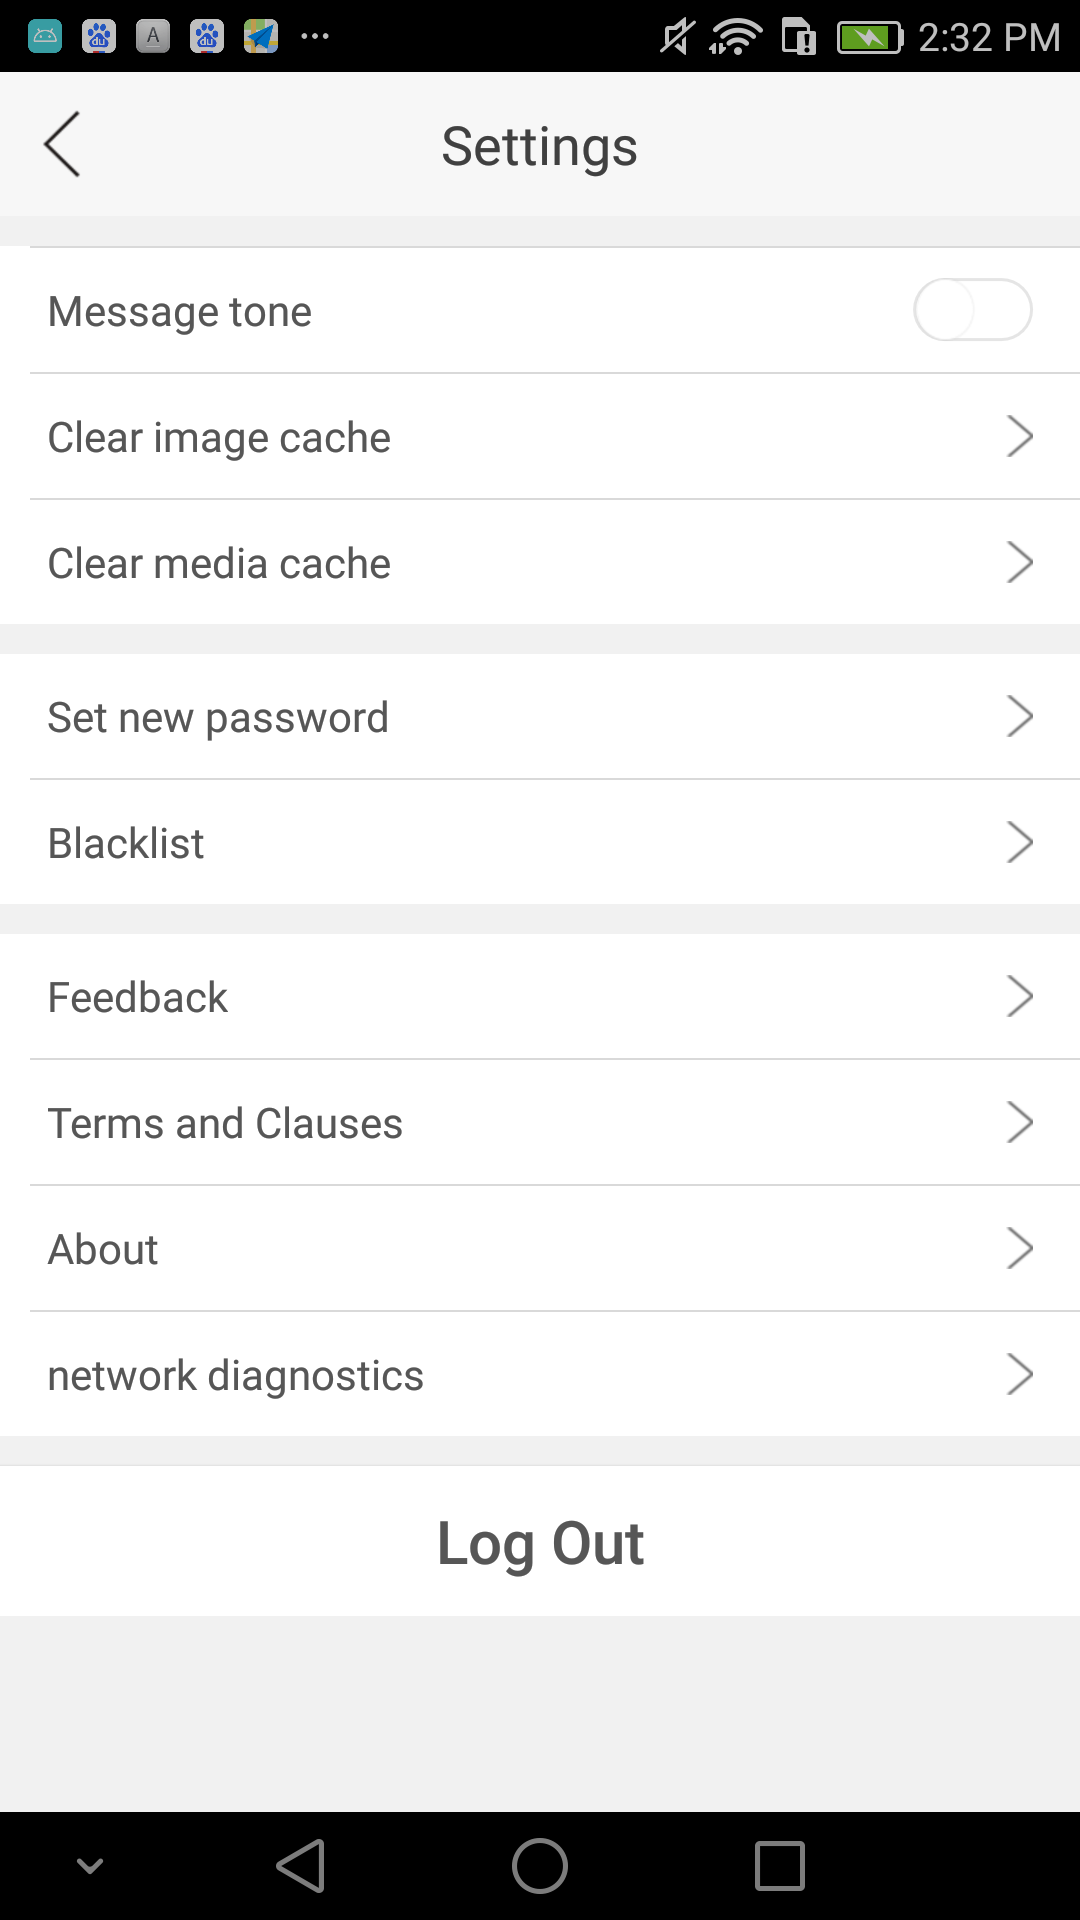 2:32 PM
Settings
Message tone
Clear image cache
Clear media cache
Set new password
Blacklist
Feedback
Terms and Clauses
About
network diagnostics
Log Out